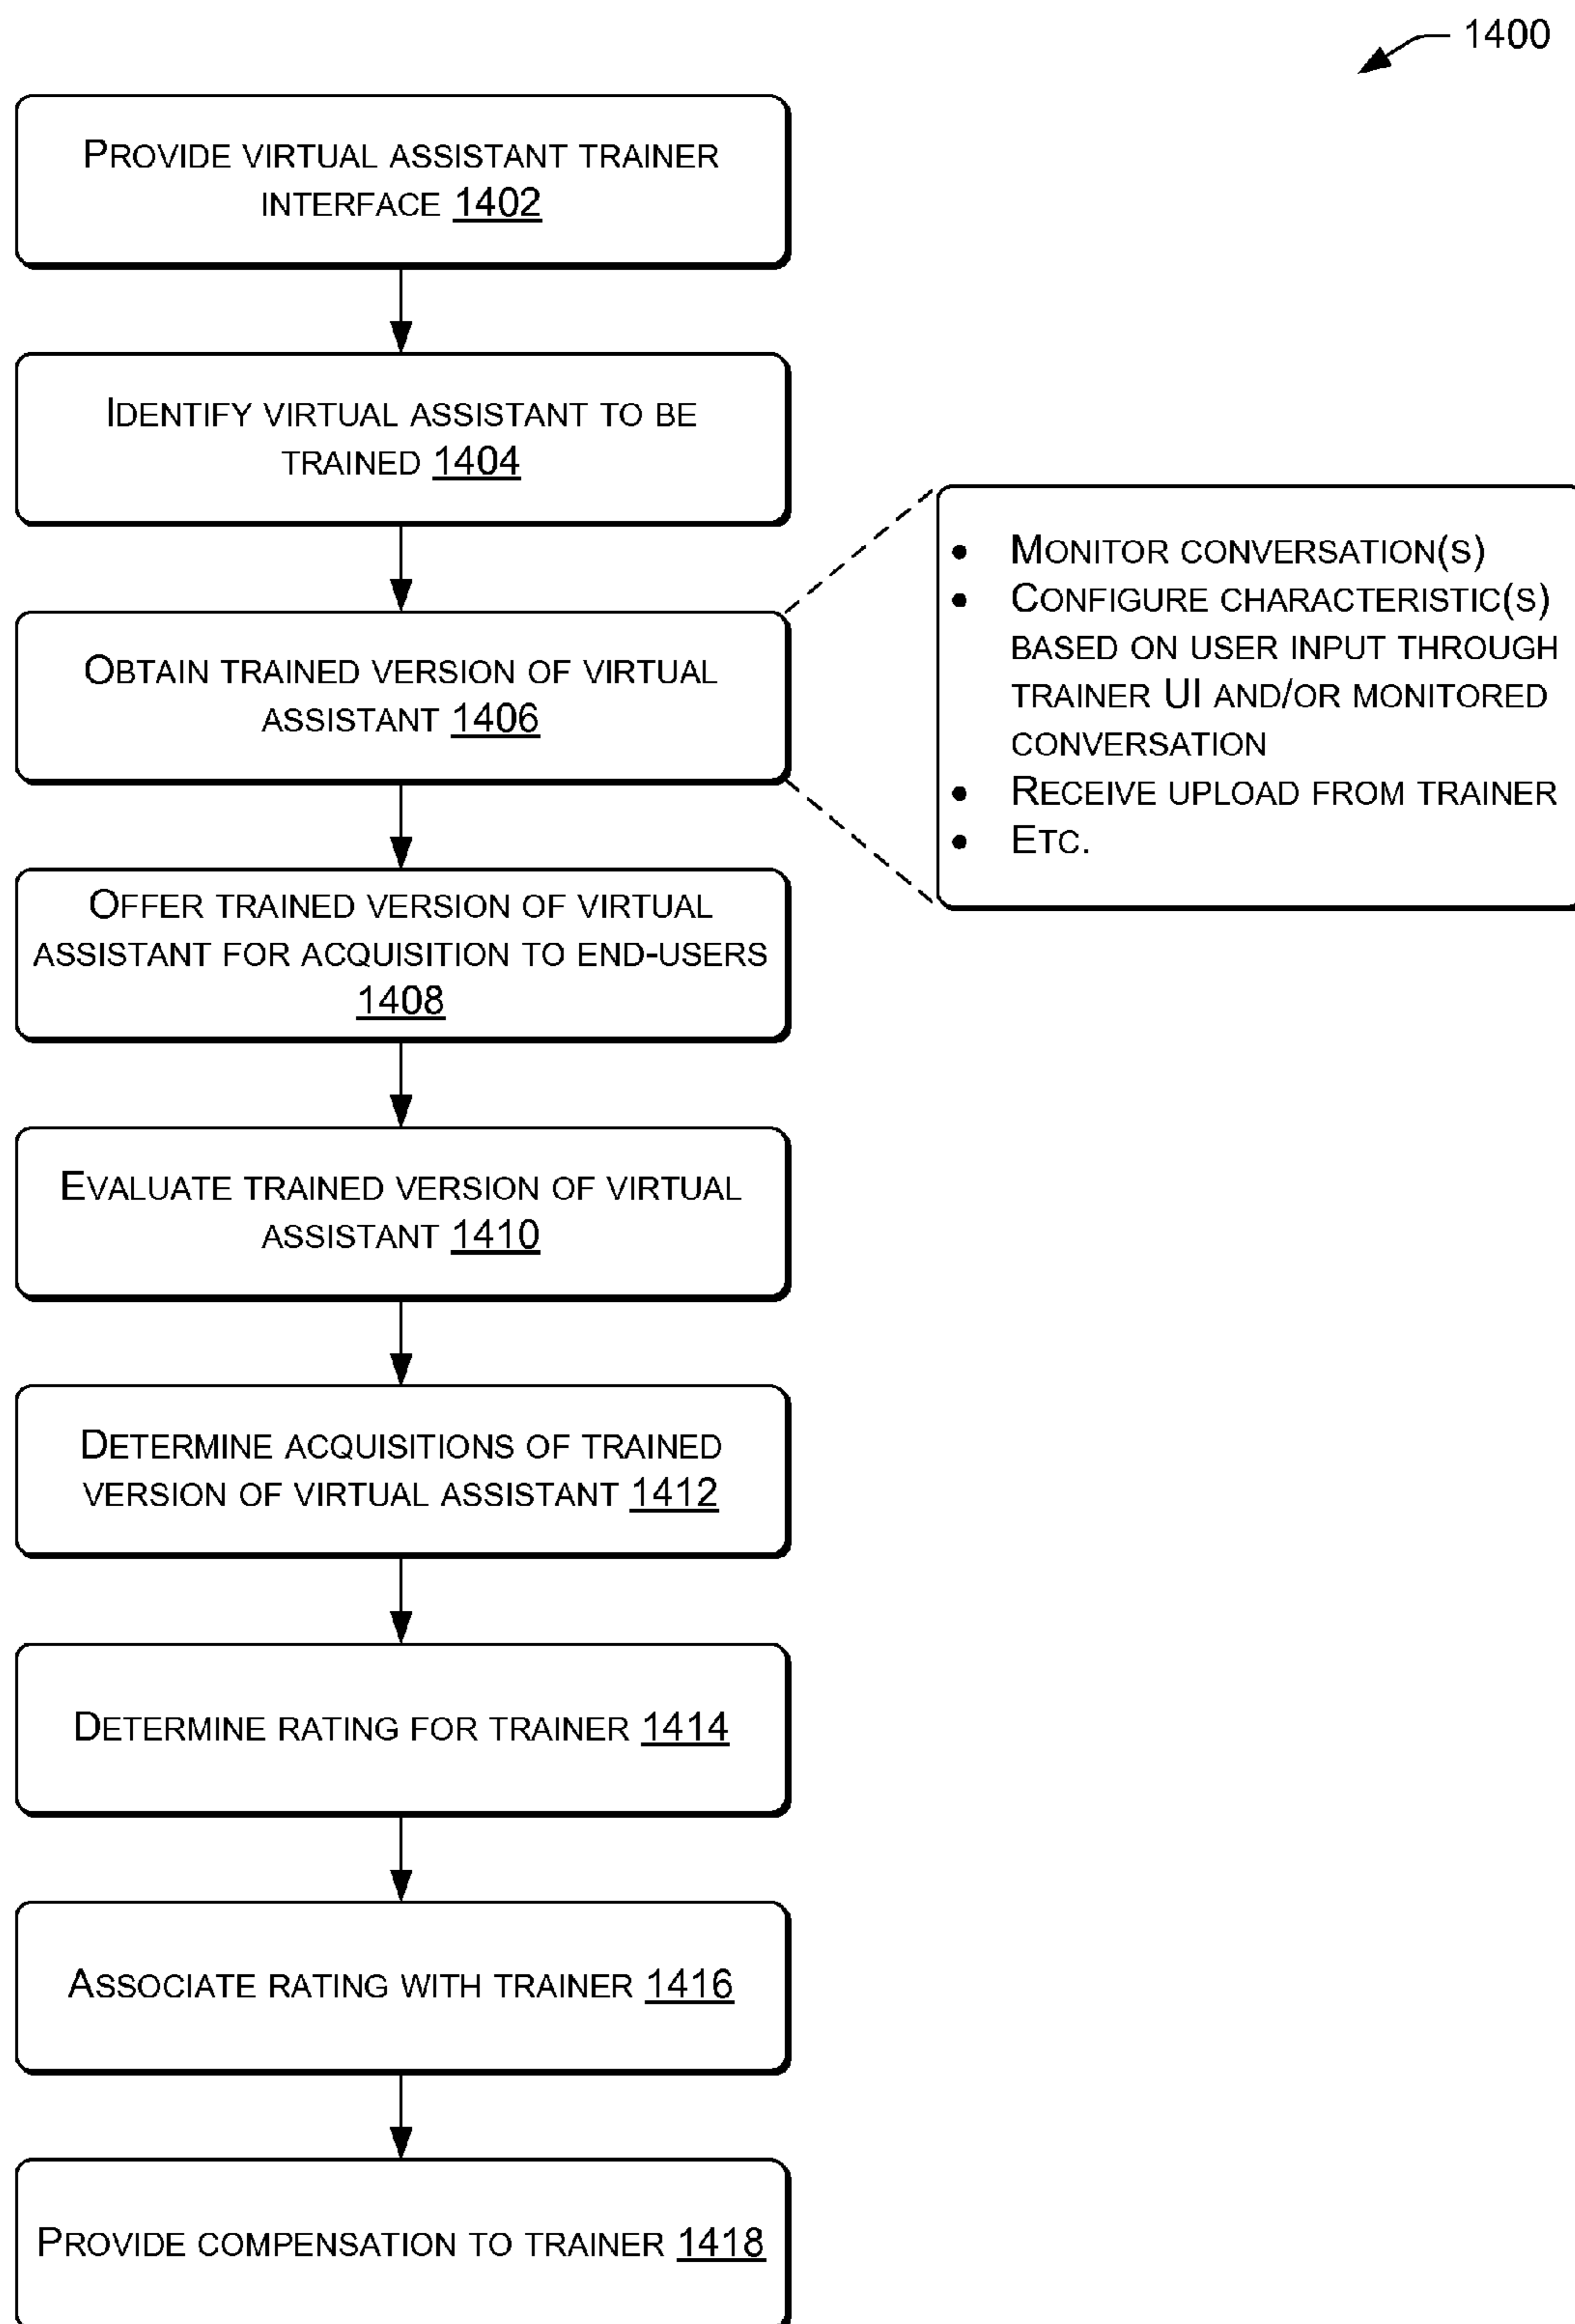 1400
PROVIDE VIRTUAL ASSISTANT TRAINER
INTERFACE 1402
IDENTIFY VIRTUAL ASSISTANT TO BE
TRAINED 1404
OBTAIN TRAINED VERSION OF VIRTUAL
ASSISTANT 1406
• MONITOR CONVERSATION(S)
• CONFIGURE CHARACTERISTIC(S)
BASED ON USER INPUT THROUGH
TRAINER UI AND/OR MONITORED
CONVERSATION
• RECEIVE UPLOAD FROM TRAINER
• ETC.
OFFER TRAINED VERSION OF VIRTUAL
ASSISTANT FOR ACQUISITION TO END-USERS
1408
EVALUATE TRAINED VERSION OF VIRTUAL
ASSISTANT 1410
DETERMINE ACQUISITIONS OF TRAINED
VERSION OF VIRTUAL ASSISTANT 1412
DETERMINE RATING FOR TRAINER 1414
ASSOCIATE RATING WITH TRAINER 1416
PROVIDE COMPENSATION TO TRAINER 1418